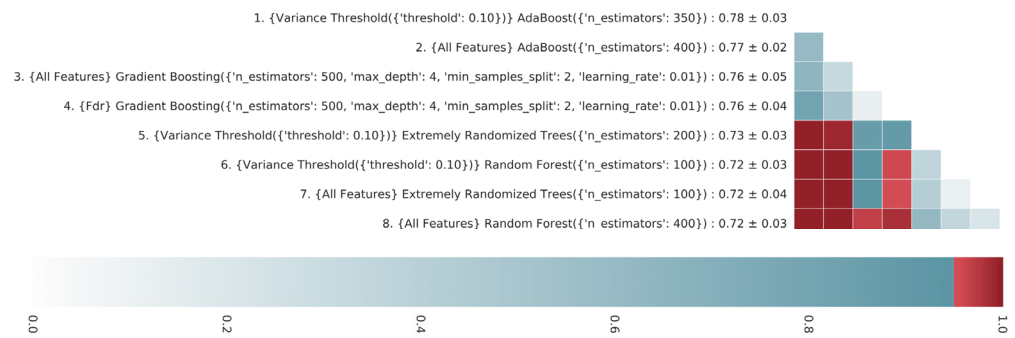 1. {Variance Threshold({'threshold': 0.10})} AdaBoost({'n_estimators': 350}) : 0.78 ± 0.03
2. {All Features} AdaBoost({'n_estimators': 400}) : 0.77 ± 0.02
3. {All Features} Gradient Boosting({'n_estimators': 500, 'max_depth': 4, 'min_samples_split': 2, 'learning_rate': 0.01}) : 0.76 ± 0.05
4. {Fdr} Gradient Boosting({'n_estimators': 500, 'max_depth': 4, 'min_samples_split': 2, 'learning_rate': 0.01}) : 0.76 ± 0.04
5. {Variance Threshold({'threshold': 0.10})} Extremely Randomized Trees({'n_estimators': 200}) : 0.73 ± 0.03
6. {Variance Threshold({'threshold': 0.10})} Random Forest({'n_estimators': 100}) : 0.72 ± 0.03
7. {All Features} Extremely Randomized Trees({'n_estimators': 100}) : 0.72 ± 0.04
8. {All Features} Random Forest({'n_estimators': 400}) : 0.72 ± 0.03
0.0
0.2
0.4
0.6
0.8
1.0